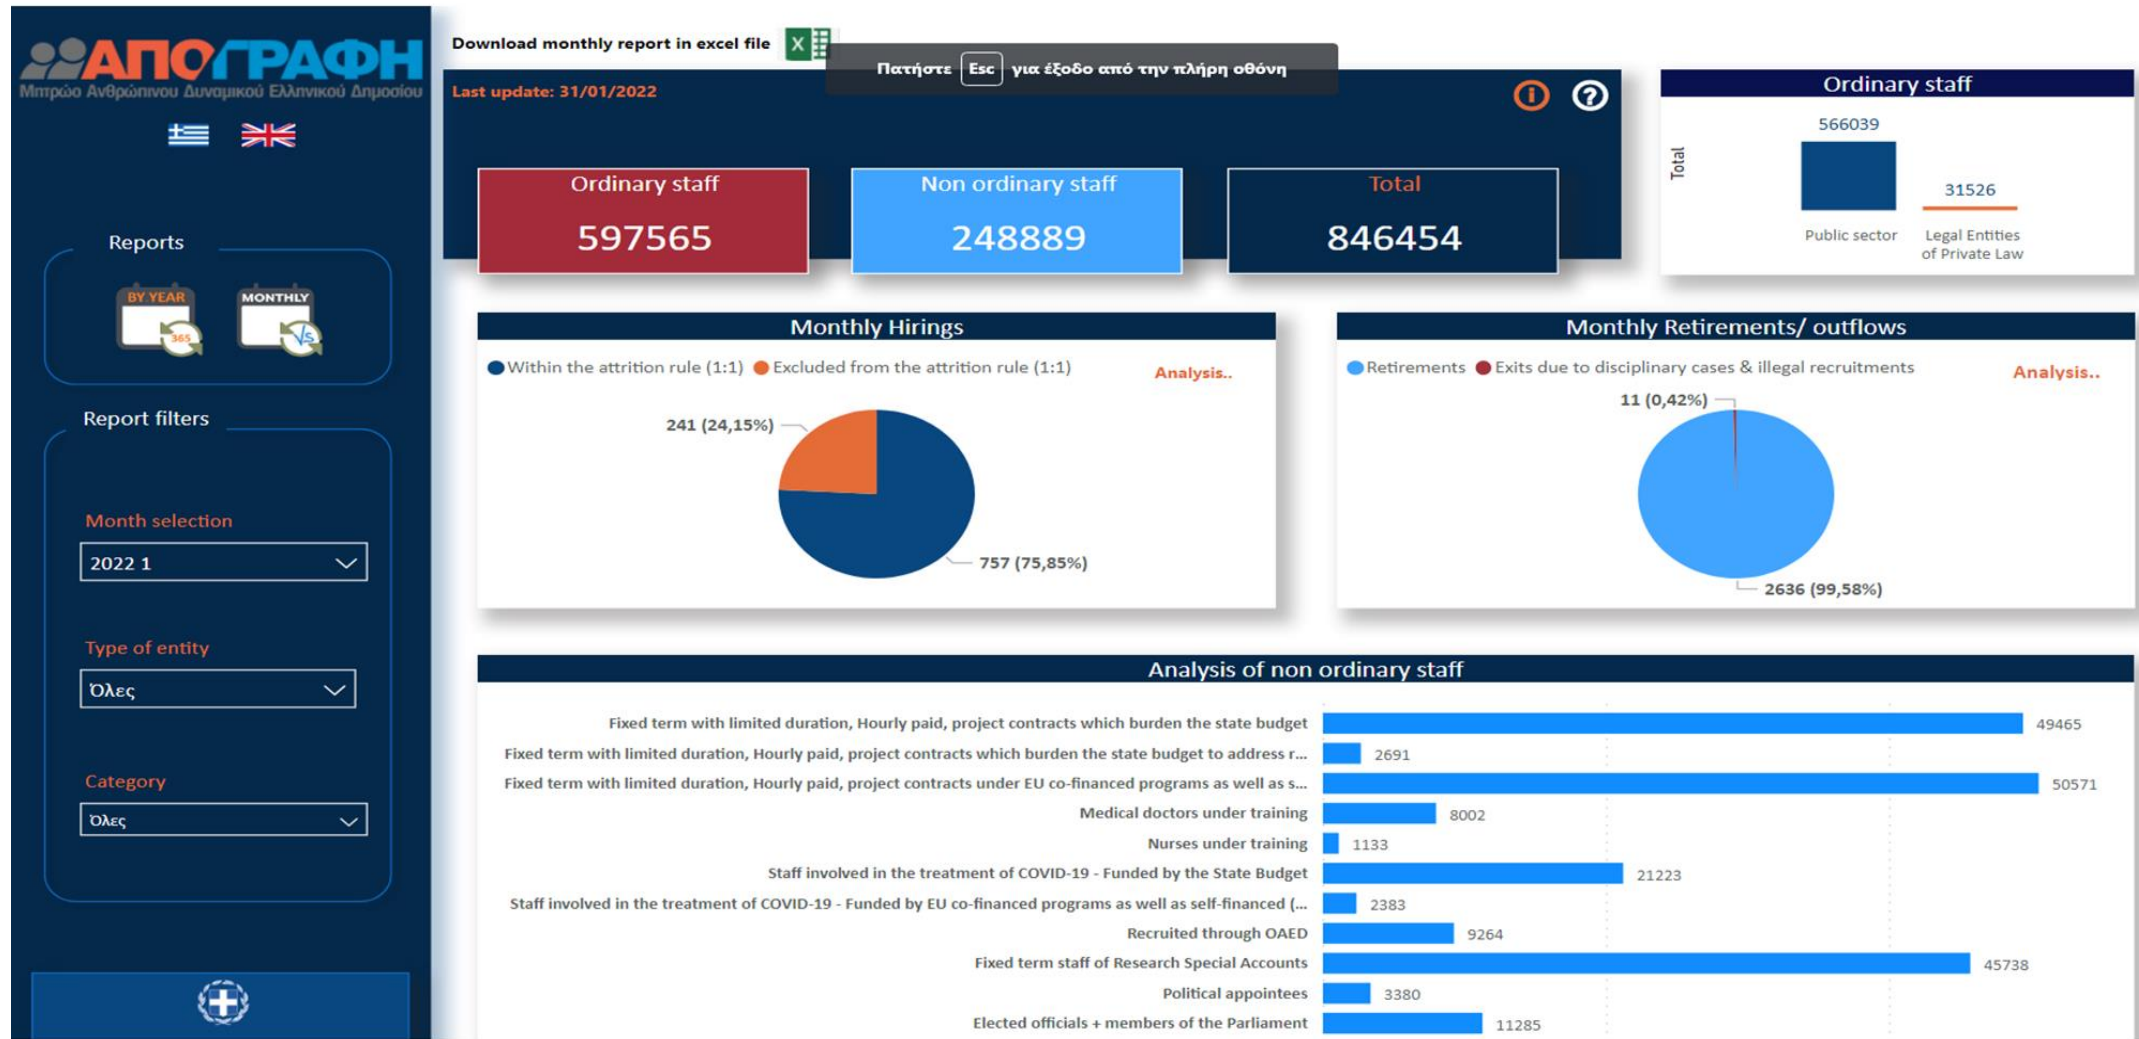 ΑΠΟΓΡΑΦΗ
Μητρώο Ανθρώπινου Δυναμικού Ελληνικού Δημοσίου
Reports
BY YEAR
365
MONTHLY
VS
Report filters
Month selection
2022 1
Type of entity
Όλες
Category
Όλες
Download monthly report in excel file
Πατήστε Esc για έξοδο από την πλήρη οθόνη
Last update: 31/01/2022
Ordinary staff
597565
Non ordinary staff
248889
Total
846454
Ordinary staff
Total
566039
31526
Public sector
Legal Entities
of Private Law
Monthly Hirings
Within the attrition rule (1:1) Excluded from the attrition rule (1:1)
Analysis..
241 (24,15%)
757 (75,85%)
Monthly Retirements/ outflows
Retirements Exits due to disciplinary cases & illegal recruitments
Analysis..
11 (0,42%)
2636 (99,58%)
Analysis of non ordinary staff
Fixed term with limited duration, Hourly paid, project contracts which burden the state budget 49465
Fixed term with limited duration, Hourly paid, project contracts which burden the state budget to address r... 2691
Fixed term with limited duration, Hourly paid, project contracts under EU co-financed programs as well as s... 50571
Medical doctors under training 8002
Nurses under training 1133
Staff involved in the treatment of COVID-19 - Funded by the State Budget 21223
Staff involved in the treatment of COVID-19 - Funded by EU co-financed programs as well as self-financed (... 2383
Recruited through OAED 9264
Fixed term staff of Research Special Accounts 45738
Political appointees 3380
Elected officials + members of the Parliament 11285